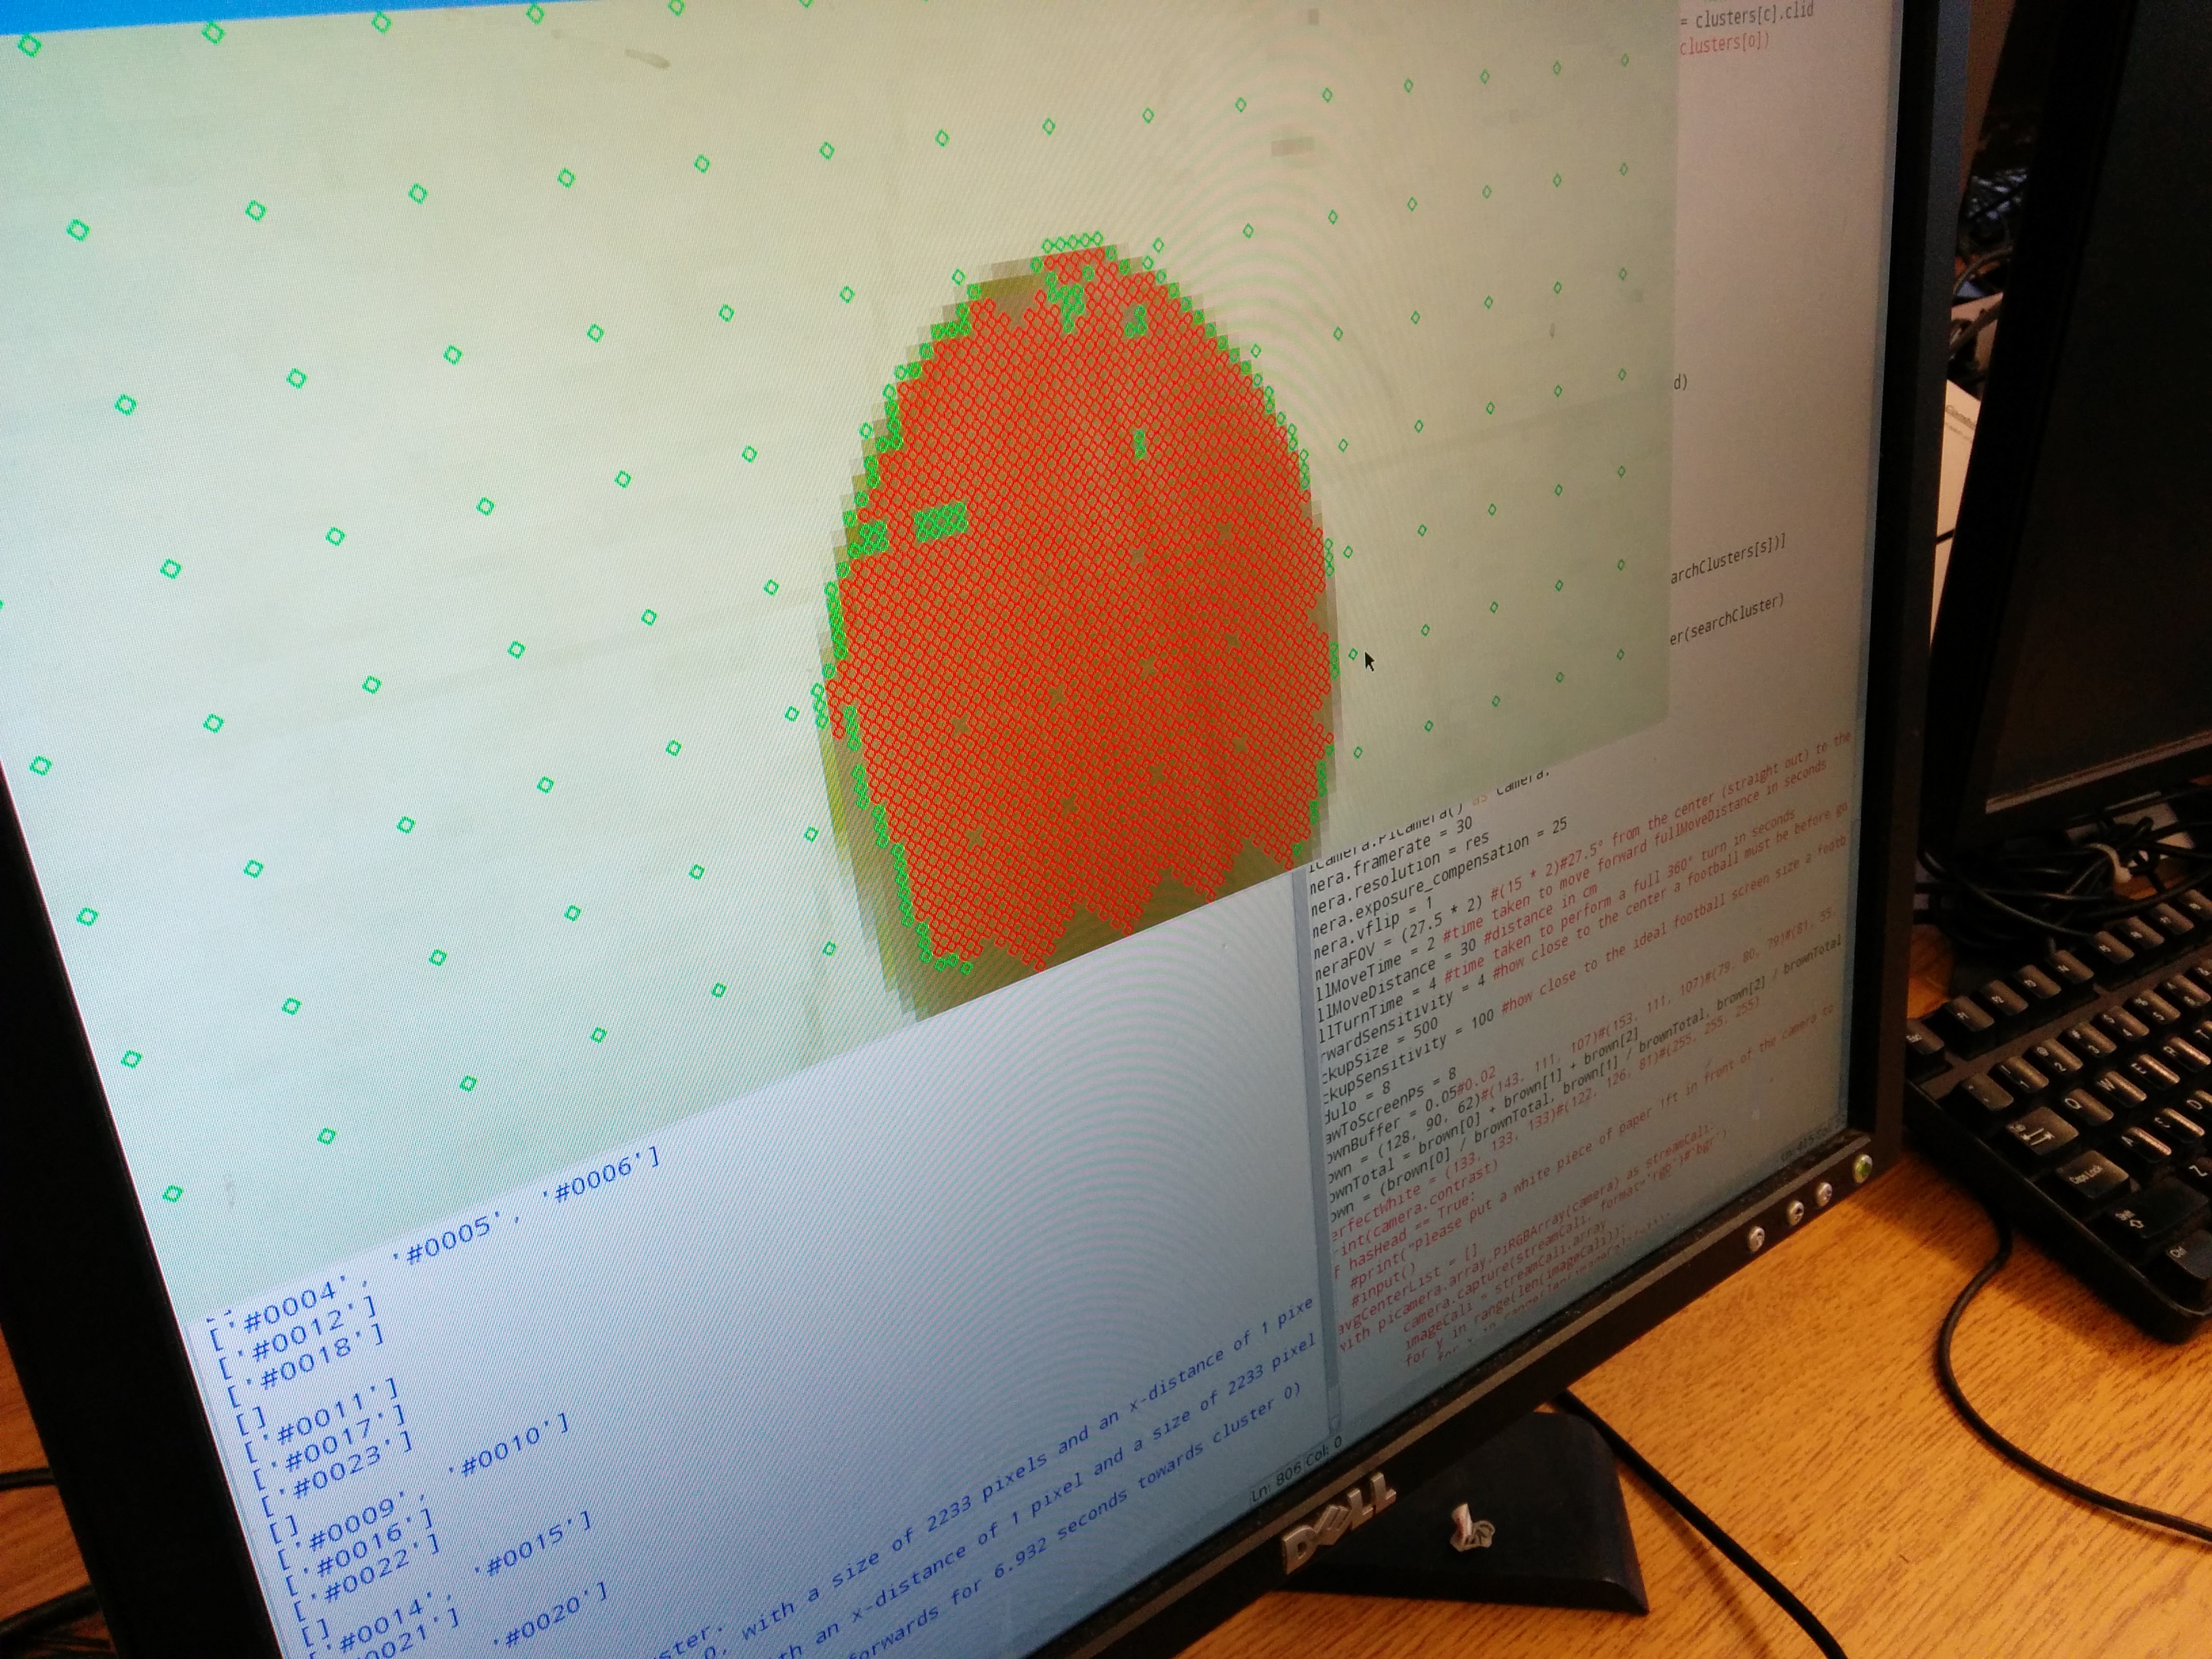 = clusters[c].clid
clusters[o])
d)
archClusters[s])]
er(searchCluster)
icamera.PiCamera() as camera:
nera.framerate = 30
nera.resolution = res
nera.exposure_compensation = 25
nera.vflip = 1
neraFOV = (27.5 * 2) #(15 * 2)#27.5° from the center (straight out) to the
llMoveTime = 2 #time taken to move forward fullMoveDistance in seconds
llMoveDistance = 30 #distance in cm
llTurnTime = 4 #time taken to perform a full 360° turn in seconds
rwardSensitivity = 4 #how close to the center a football must be before go
ckupSize = 500
ckupSensitivity = 100 #how close to the ideal football screen size a footb
dulo = 8
awToScreenPs = 8
ownBuffer = 0.05#0.02
own = (128, 90, 62)#(143, 111, 107)#(153, 111, 107)#(79, 80, 79)#(81, 55,
ownTotal = brown[0] + brown[1] + brown[2]
own = (brown[0] / brownTotal, brown[1] / brownTotal, brown[2] / brownTotal
erfectWhite = (133, 133, 133)#(122, 126, 81)#(255, 255, 255)
int(camera.contrast)
f hasHead == True:
#print("Please put a white piece of paper 1ft in front of the camera to
#input()
avgCenterList = []
with picamera.array.PiRGBArray(camera) as streamCali:
camera.capture(streamCali, format='rgb')#'bgr')
imageCali = streamCali.array
for y in range(len(imageCali)):
['#0004', '#0005', '#0006']
['#0012']
['#0018']
[]
['#0011']
['#0017']
['#0023']
[]
['#0009', '#0010']
['#0016']
['#0022']
[]
['#0014', '#0015']
#0021']
'#0020']
ster.
0, with a size of 2233 pixels and an x-distance of 1 pixe
th an x-distance of 1 pixel and a size of 2233 pixel
forwards for 6.932 seconds towards cluster 0)
Ln: 806 Col: 0
DELL